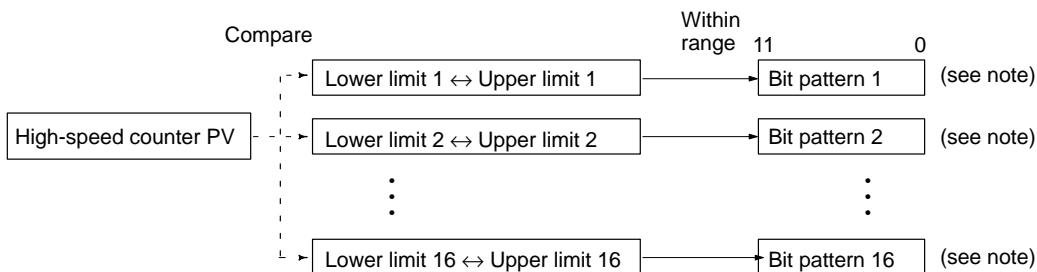 Compare
Within
range
11 0
Lower limit 1 ↔ Upper limit 1
Bit pattern 1
(see note)
High-speed counter PV
Lower limit 2 ↔ Upper limit 2
Bit pattern 2
(see note)
Lower limit 16 ↔ Upper limit 16
Bit pattern 16
(see note)